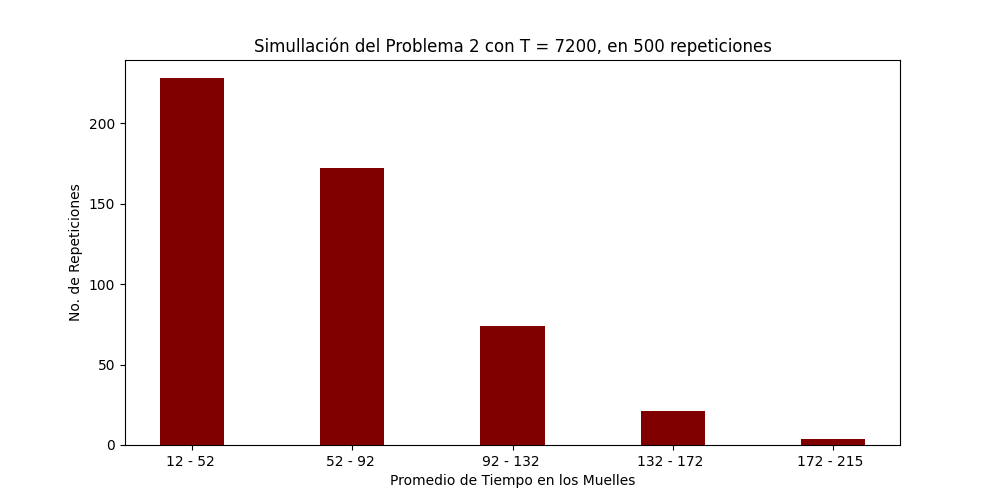 Simullación del Problema 2 con T = 7200, en 500 repeticiones
No. de Repeticiones
200
150
100
50
0
12 - 52
52 - 92
92 - 132
132 - 172
172 - 215
Promedio de Tiempo en los Muelles